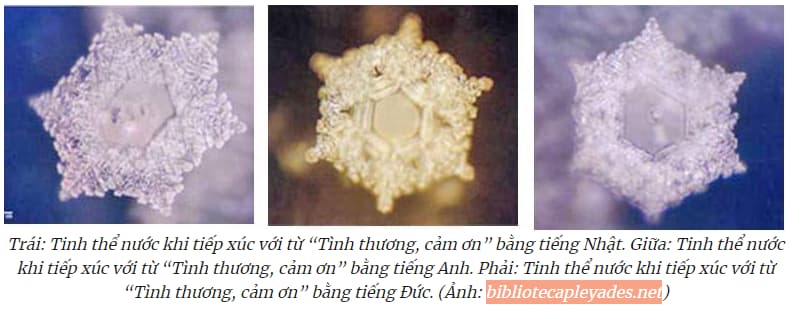 Trái: Tinh thể nước khi tiếp xúc với từ “Tình thương, cảm ơn” bằng tiếng Nhật. Giữa: Tinh thể nước
khi tiếp xúc với từ “Tình thương, cảm ơn” bằng tiếng Anh. Phải: Tinh thể nước khi tiếp xúc với từ
“Tình thương, cảm ơn” bằng tiếng Đức. (Ảnh: bibliotecapleyades.net)